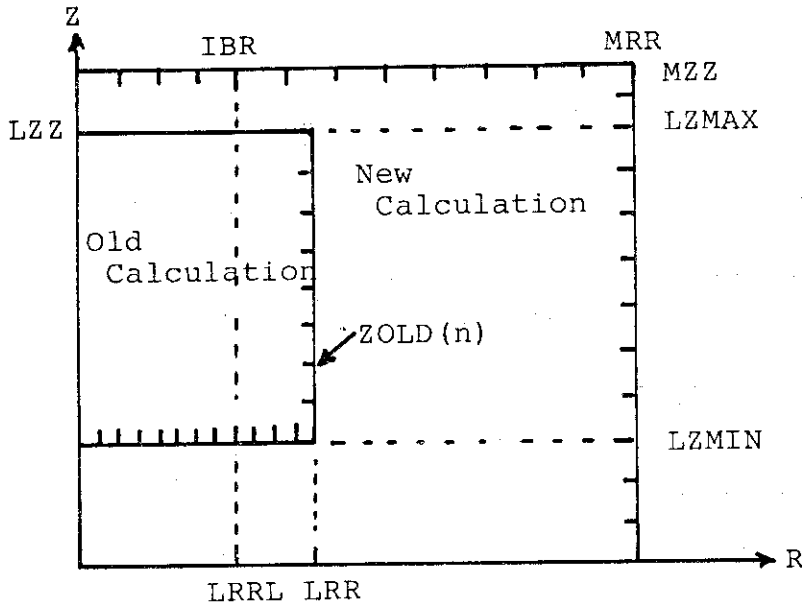 Z
IBR
MRR
MZZ
LZZ
LZMAX
New
Calculation
Old
Calculation
ZOLD(n)
LZMIN
R
LRRL
LRR